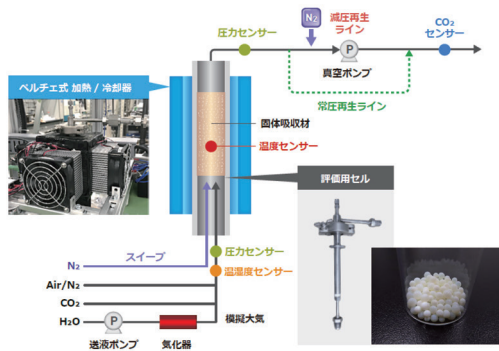 圧力センサー
N₂
減圧再生
ライン
P
真空ポンプ
CO₂
センサー
常圧再生ライン
ペルチェ式 加熱 / 冷却器
固体吸収材
温度センサー
評価用セル
圧力センサー
スイープ
N₂
温湿度センサー
Air/N₂
CO₂
H₂O
P
送液ポンプ
気化器
模擬大気